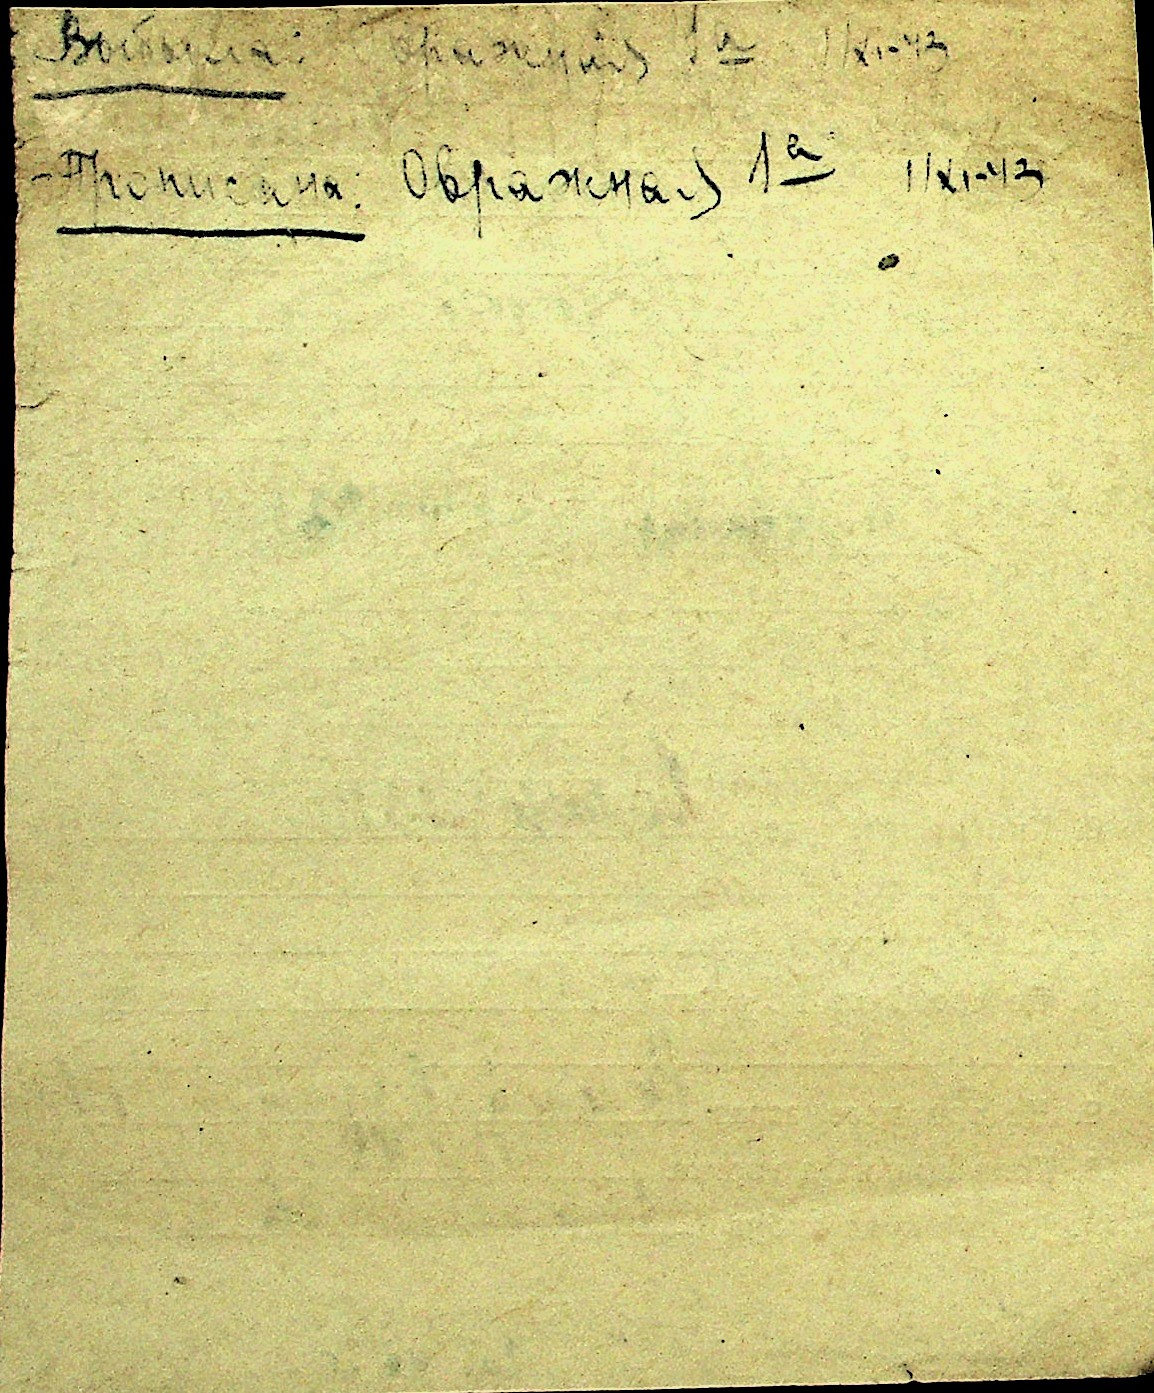 Выбыла: Овражная 1а 1/XI-43
- Прописана: Овражная 1а 1/XI-43